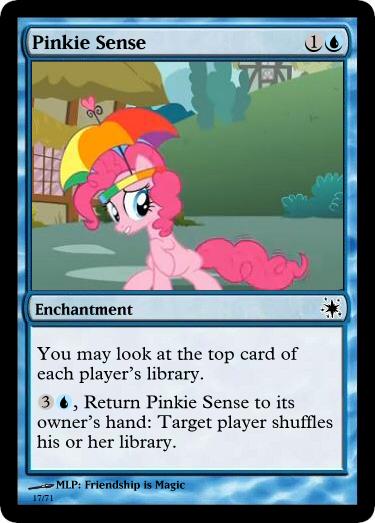 Pinkie Sense 1
Enchantment
You may look at the top card of
each player's library.
3, Return Pinkie Sense to its
owner's hand: Target player shuffles
his or her library.
MLP: Friendship is Magic
17/71